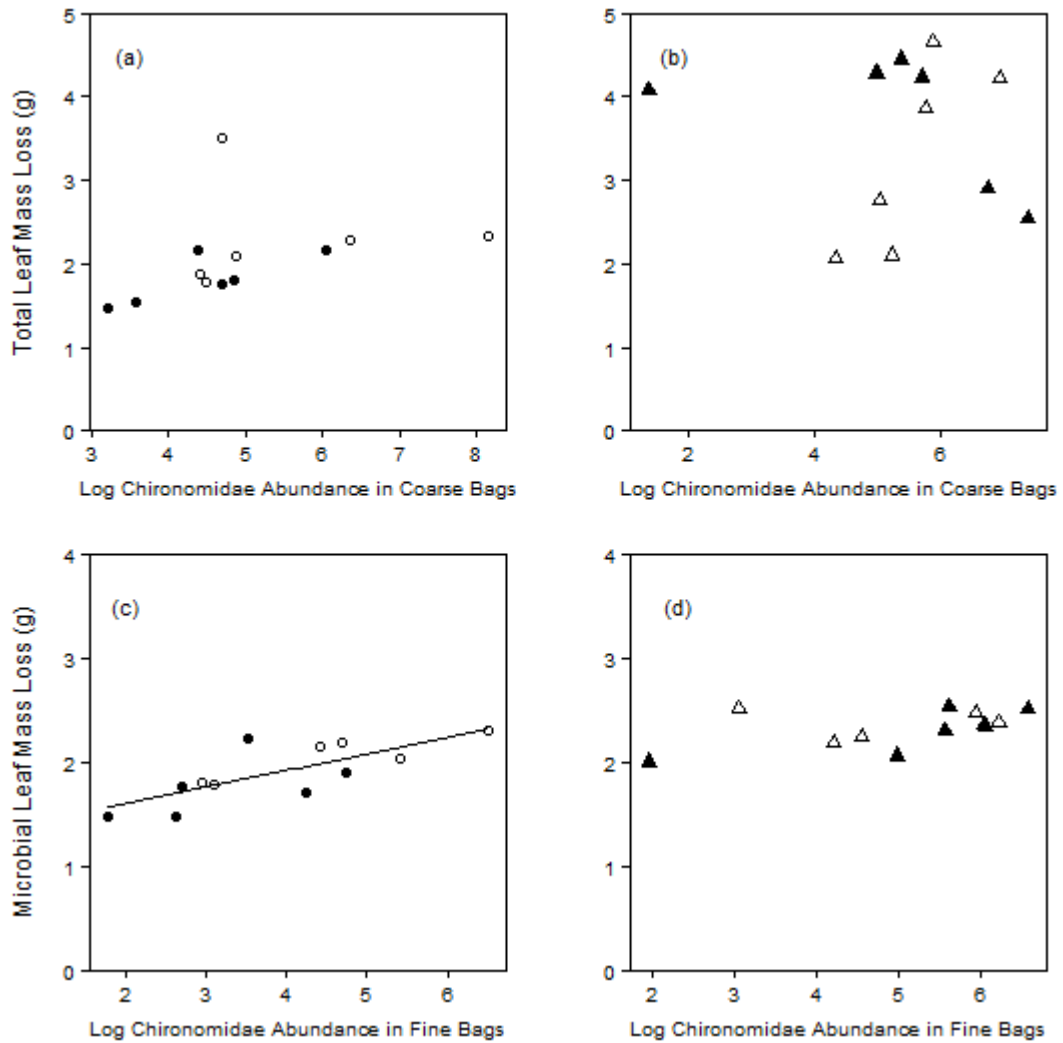 5
4
3
2
1
0
(a)
Total Leaf Mass Loss (g)
3 4 5 6 7 8
Log Chironomidae Abundance in Coarse Bags
5
4
3
2
1
0
(b)
2 4 6
Log Chironomidae Abundance in Coarse Bags
4
3
2
1
0
(c)
Microbial Leaf Mass Loss (g)
2 3 4 5 6
Log Chironomidae Abundance in Fine Bags
4
3
2
1
0
(d)
2 3 4 5 6
Log Chironomidae Abundance in Fine Bags